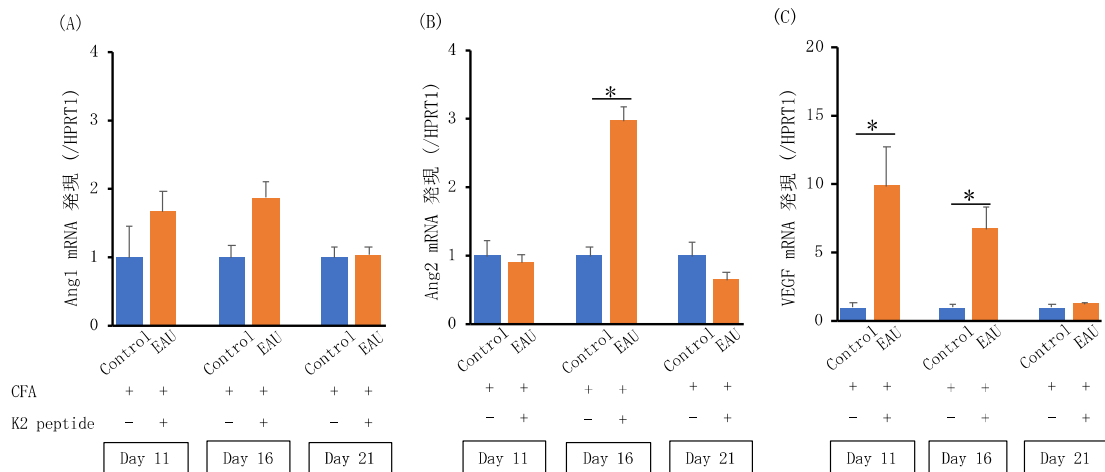 (A)
Ang1 mRNA 発現 (/HPRT1)
4
3
2
1
0
Control EAU Control EAU Control EAU
(B)
Ang2 mRNA 発現 (/HPRT1)
4
3
2
1
0
*
Control EAU Control EAU Control EAU
(C)
VEGF mRNA 発現 (/HPRT1)
20
15
10
5
0
*
*
Control EAU Control EAU Control EAU
CFA + + + + + + + + + + + + + + + + + +
K2 peptide − + − + − + − + − + − + − + − + − +
Day 11 Day 16 Day 21 Day 11 Day 16 Day 21 Day 11 Day 16 Day 21